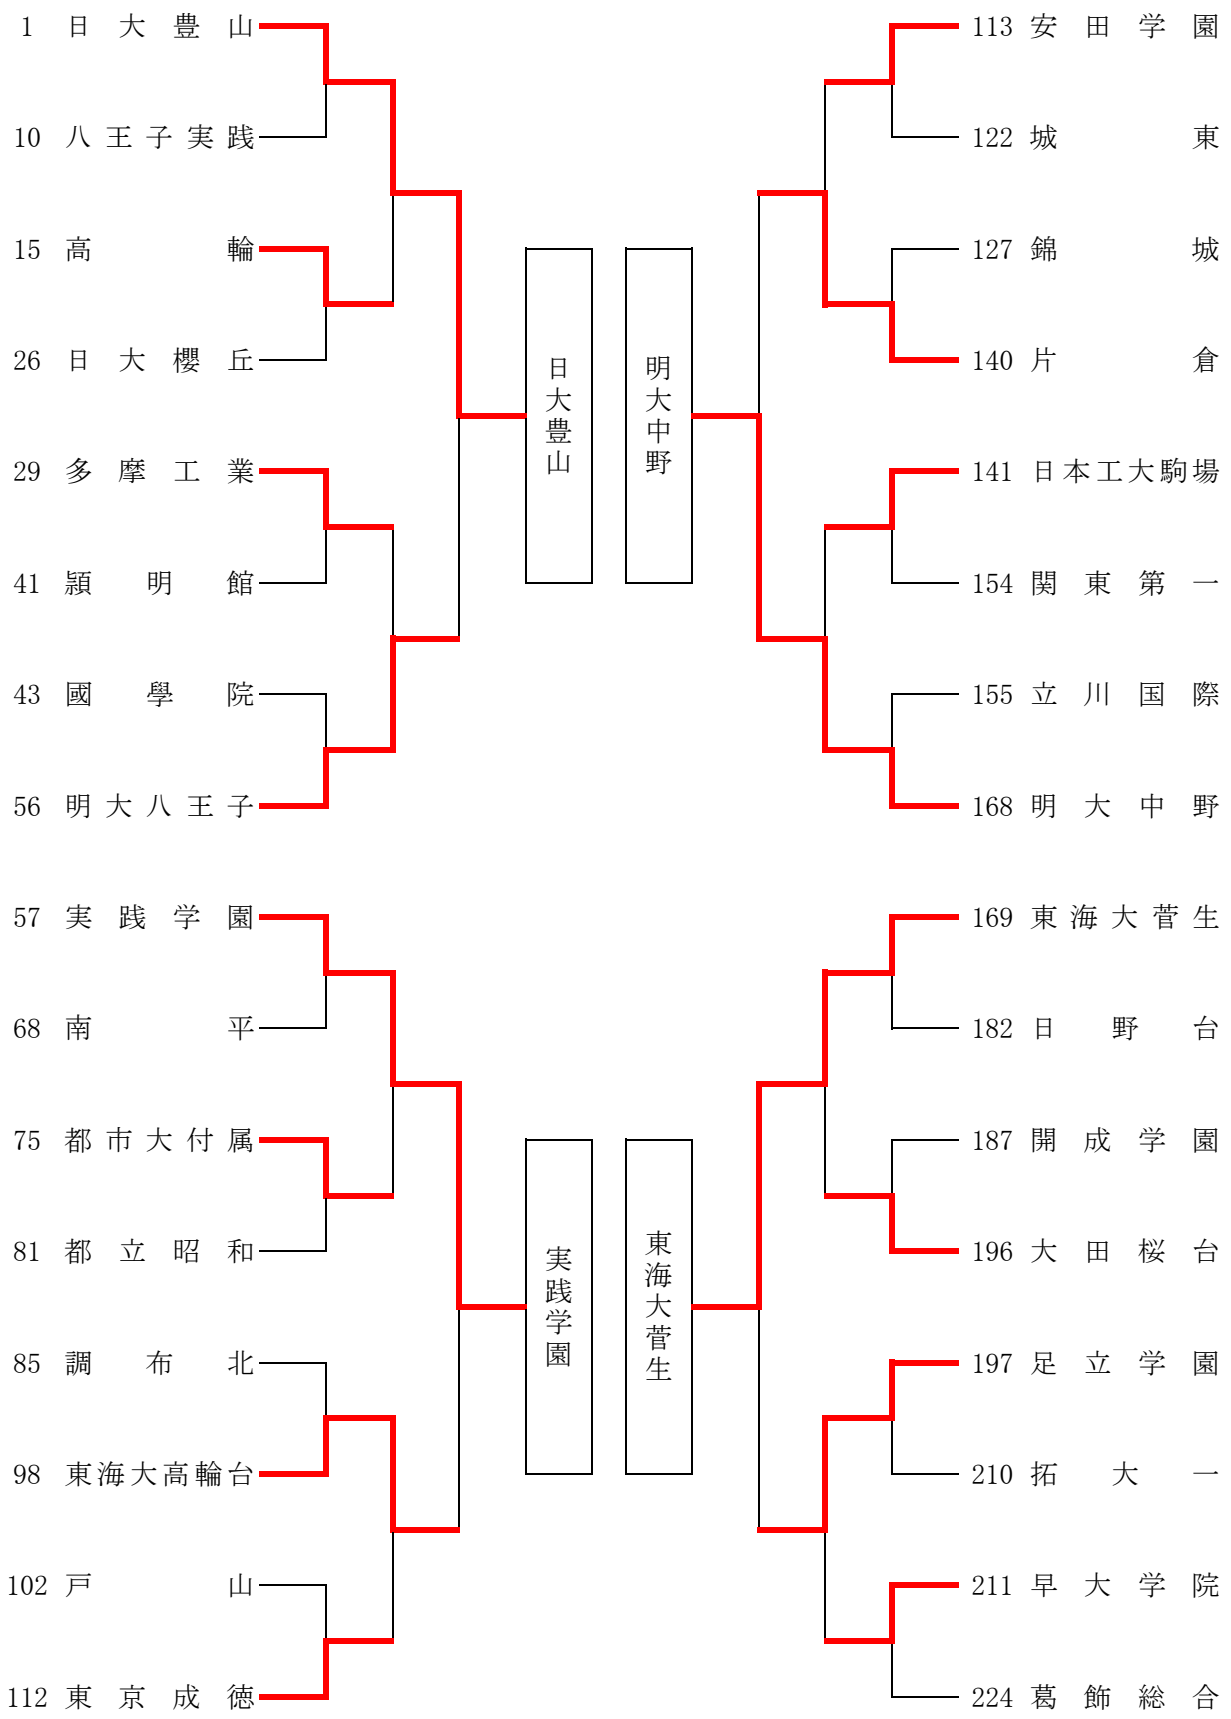 1 日大豊山
10 八王子実践
15 高輪
26 日大櫻丘
29 多摩工業
41 頴明館
43 國學院
56 明大八王子
57 実践学園
68 南平
75 都市大付属
81 都立昭和
85 調布北
98 東海大高輪台
102 戸山
112 東京成徳
日大豊山
明大中野
実践学園
東海大菅生
113 安田学園
122 城東
127 錦城
140 片倉
141 日本工大駒場
154 関東第一
155 立川国際
168 明大中野
169 東海大菅生
182 日野台
187 開成学園
196 大田桜台
197 足立学園
210 拓大一
211 早大学院
224 葛飾総合